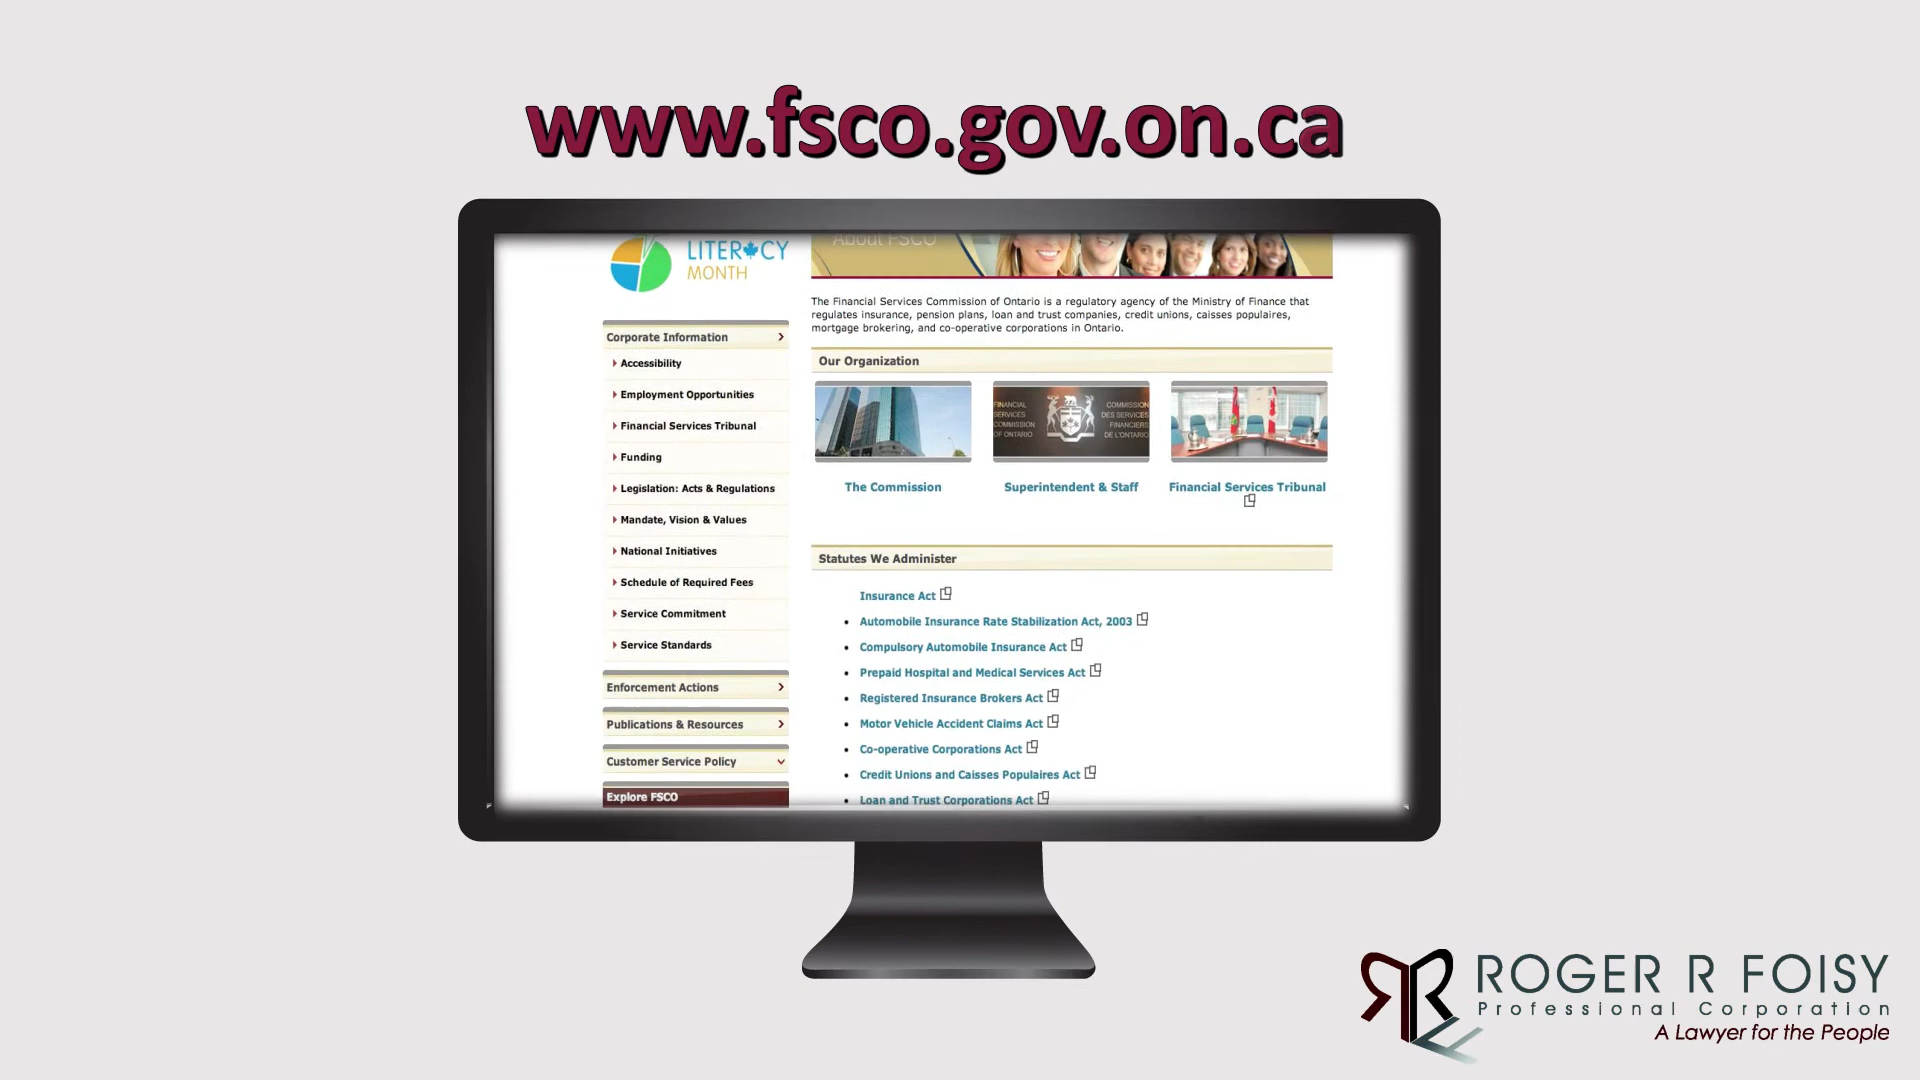 www.fsco.gov.on.ca
LITERACY
MONTH
About FSCO
The Financial Services Commission of Ontario is a regulatory agency of the Ministry of Finance that
regulates insurance, pension plans, loan and trust companies, credit unions, caisses populaires,
mortgage brokering, and co-operative corporations in Ontario.
Corporate Information
Accessibility
Employment Opportunities
Financial Services Tribunal
Funding
Legislation: Acts & Regulations
Mandate, Vision & Values
National Initiatives
Schedule of Required Fees
Service Commitment
Service Standards
Enforcement Actions
Publications & Resources
Customer Service Policy
Explore FSCO
Our Organization
FINANCIAL
SERVICES
COMMISSION
OF ONTARIO
COMMISSION
DES SERVICES
FINANCIERS
DE L'ONTARIO
The Commission
Superintendent & Staff
Financial Services Tribunal
Statutes We Administer
Insurance Act
Automobile Insurance Rate Stabilization Act, 2003
Compulsory Automobile Insurance Act
Prepaid Hospital and Medical Services Act
Registered Insurance Brokers Act
Motor Vehicle Accident Claims Act
Co-operative Corporations Act
Credit Unions and Caisses Populaires Act
Loan and Trust Corporations Act
ROGER R FOISY
Professional Corporation
A Lawyer for the People